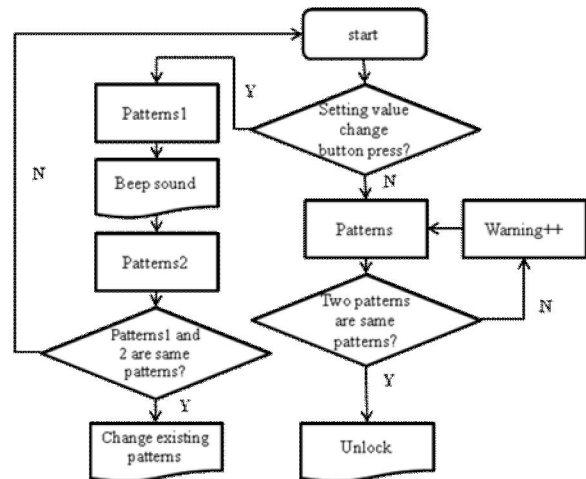 start
Y
Patterns1
Setting value
change
button press?
N
N
Beep sound
Patterns
Warning++
Patterns2
N
Two patterns
are same
patterns?
Patterns1 and
2 are same
patterns?
Y
Y
Change existing
patterns
Unlock